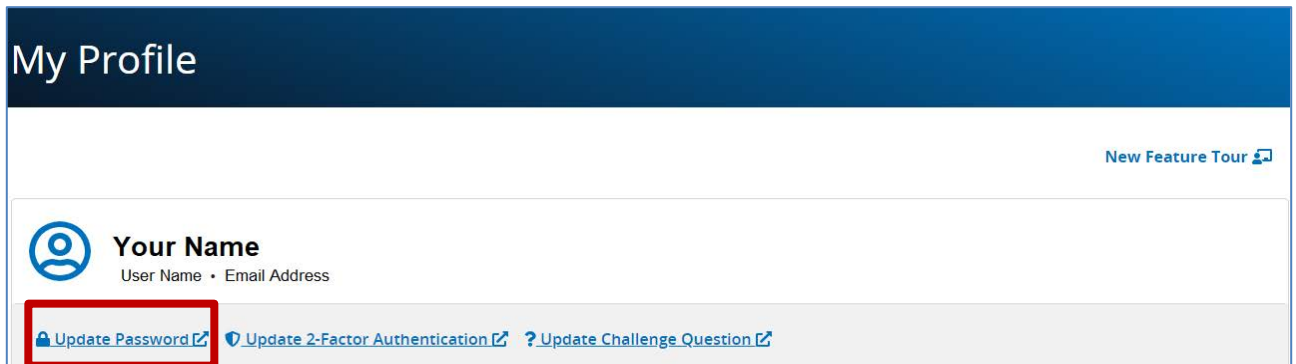 My Profile
New Feature Tour
Your Name
User Name • Email Address
Update Password Update 2-Factor Authentication ? Update Challenge Question